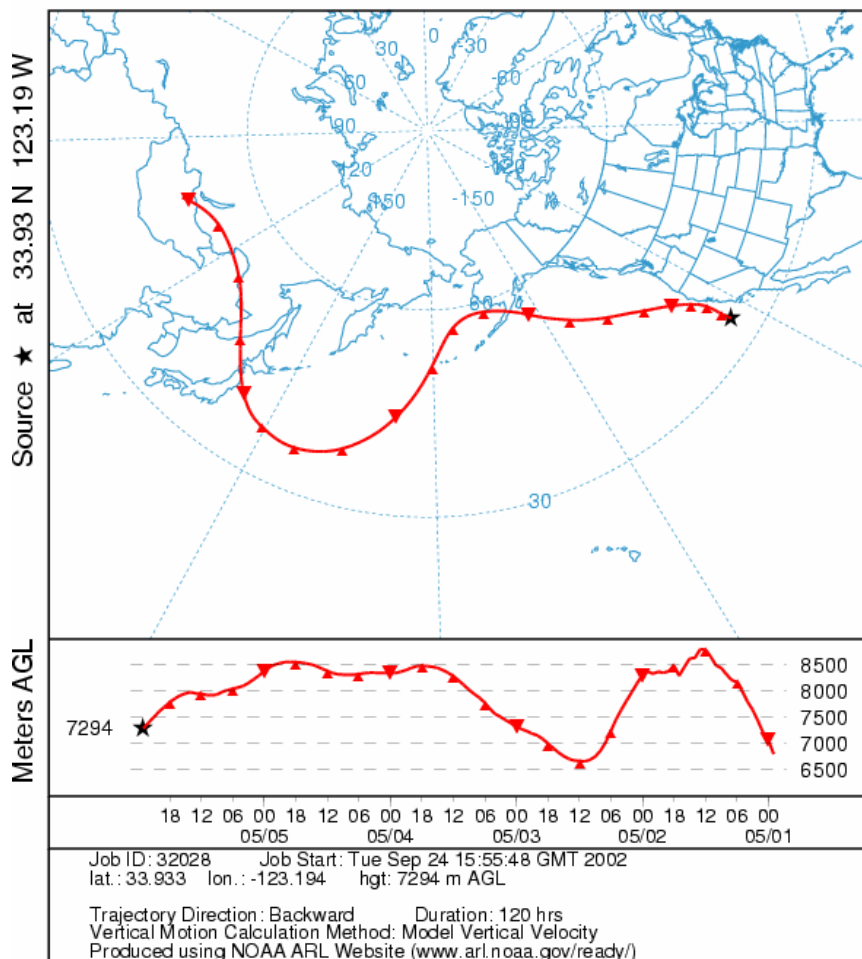 Source ★ at 33.93 N 123.19 W
0
30
-30
60
-60
90
-90
120
-120
150
-150
60
30
Meters AGL
7294
8500
8000
7500
7000
6500
18 12 06 00 18 12 06 00 18 12 06 00 18 12 06 00 18 12 06 00
05/05 05/04 05/03 05/02 05/01
Job ID: 32028 Job Start: Tue Sep 24 15:55:48 GMT 2002
lat.: 33.933 lon.: -123.194 hgt: 7294 m AGL
Trajectory Direction: Backward Duration: 120 hrs
Vertical Motion Calculation Method: Model Vertical Velocity
Produced using NOAA ARL Website (www.arl.noaa.gov/ready/)